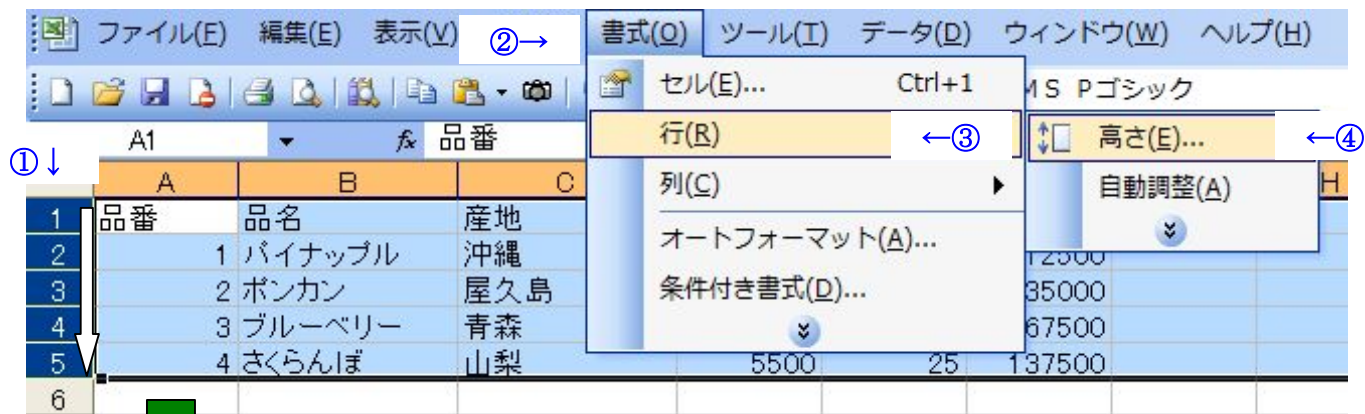 ファイル(F) 編集(E) 表示(V) ②→ 書式(O) ツール(T) データ(D) ウィンドウ(W) ヘルプ(H)
セル(E)... Ctrl+1
MS Pゴシック
A1 fx 品番
行(R) ←③ 高さ(E)... ←④
①↓
A B C 列(C) 自動調整(A) H
1 品番 品名 産地
オートフォーマット(A)...
2 1 パイナップル 沖縄 12500
3 2 ポンカン 屋久島 条件付き書式(D)... 35000
4 3 ブルーベリー 青森 67500
5 4 さくらんぼ 山梨 5500 25 137500
6